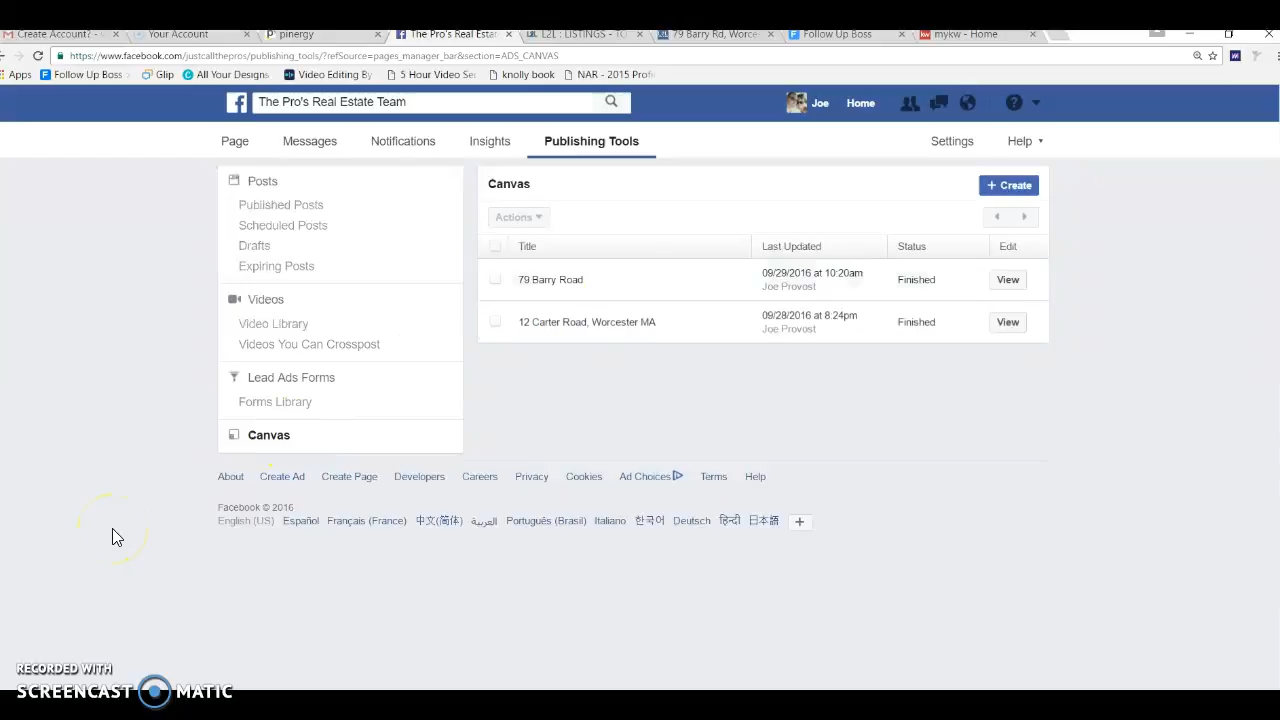 Create Account? -
Your Account
pinergy
The Pro's Real Estat
L2L : LISTINGS - TO
79 Barry Rd, Worce
Follow Up Boss
mykw - Home
https://www.facebook.com/justcallthepros/publishing_tools/?refSource=pages_manager_bar&section=ADS_CANVAS
Apps Follow Up Boss Glip All Your Designs Video Editing By 5 Hour Video Se knolly book NAR - 2015 Profi
The Pro's Real Estate Team
Joe Home
Page Messages Notifications Insights Publishing Tools Settings Help
Posts
Published Posts
Scheduled Posts
Drafts
Expiring Posts
Videos
Video Library
Videos You Can Crosspost
Lead Ads Forms
Forms Library
Canvas
Canvas
+ Create
Actions
Title Last Updated Status Edit
79 Barry Road 09/29/2016 at 10:20am Finished View
Joe Provost
12 Carter Road, Worcester MA 09/28/2016 at 8:24pm Finished View
Joe Provost
About Create Ad Create Page Developers Careers Privacy Cookies Ad Choices Terms Help
Facebook © 2016
English (US) Español Français (France) 中文(简体) العربية Português (Brasil) Italiano 한국어 Deutsch हिन्दी 日本語 +
RECORDED WITH
SCREENCAST MATIC